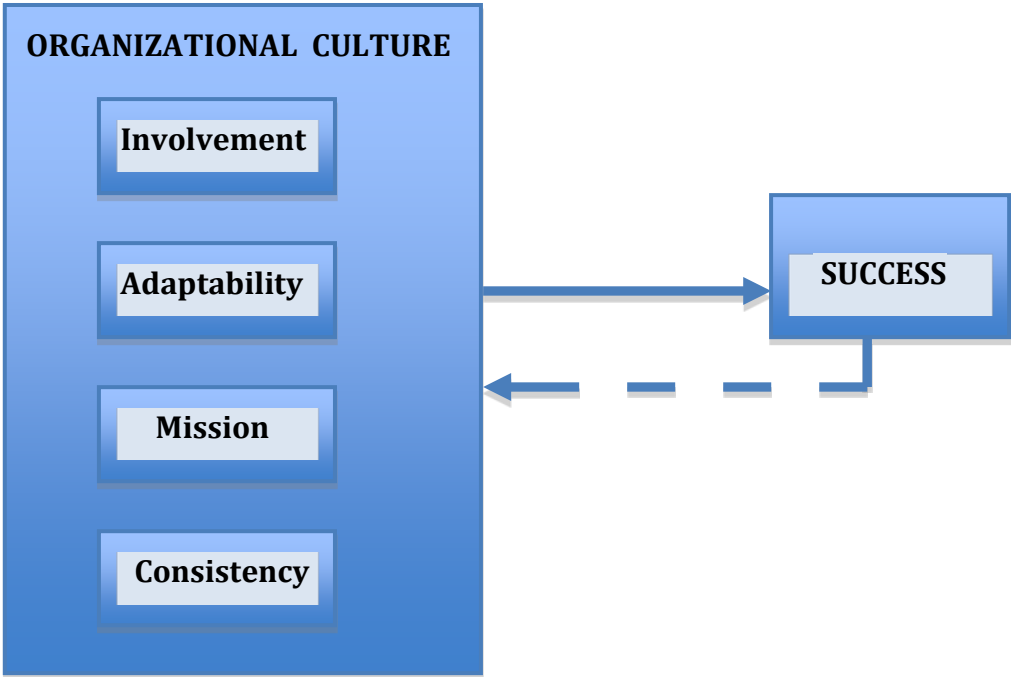 ORGANIZATIONAL CULTURE
Involvement
Adaptability
Mission
Consistency
SUCCESS